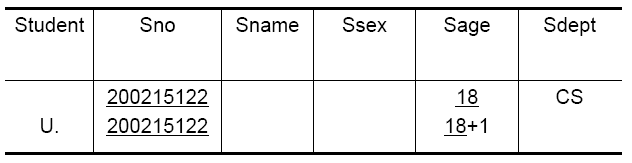 Student Sno Sname Ssex Sage Sdept
200215122 18 CS
U. 200215122 18+1